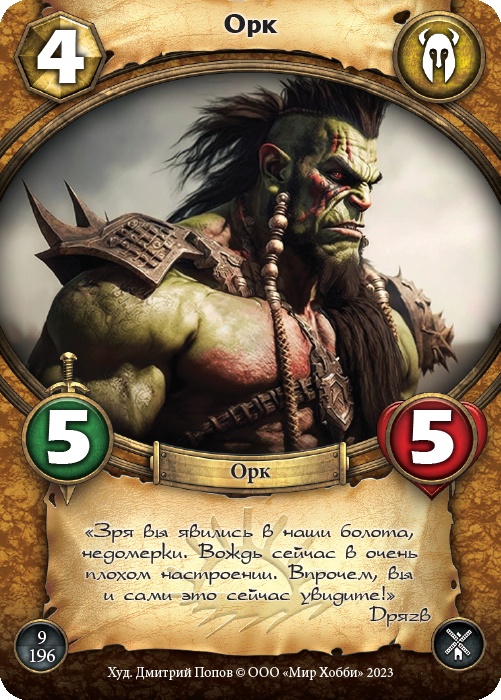 Орк
4
5
5
Орк
«Зря вы явились в наши болота,
недомерки. Вождь сейчас в очень
плохом настроении. Впрочем, вы
и сами это сейчас увидите!»
Дрязв
9
196
Худ. Дмитрий Попов © ООО «Мир Хобби» 2023